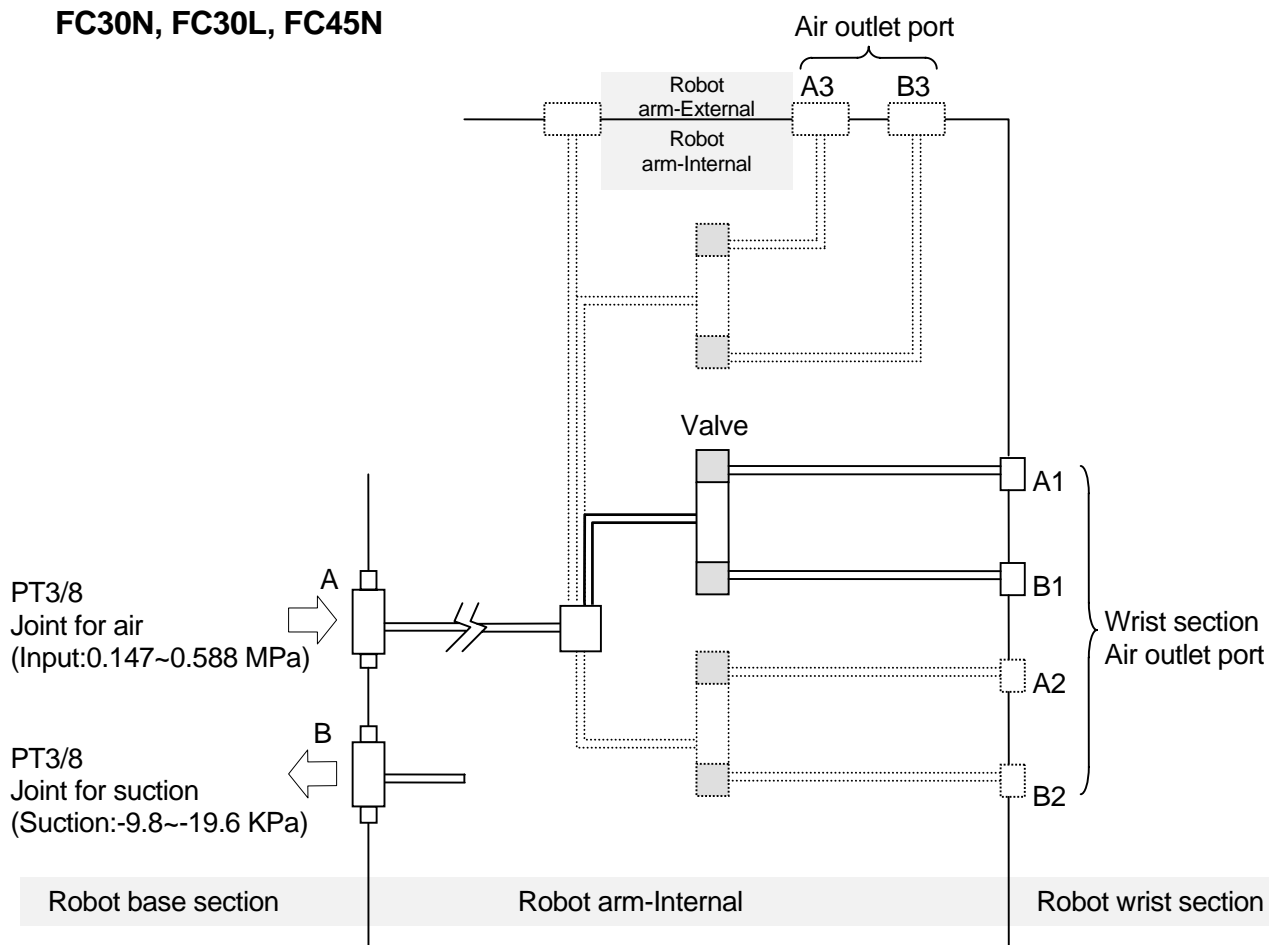 FC30N, FC30L, FC45N
Air outlet port
A3
B3
Robot
arm-External
Robot
arm-Internal
Valve
A1
B1
A
PT3/8
Joint for air
(Input:0.147~0.588 MPa)
Wrist section
Air outlet port
A2
B2
B
PT3/8
Joint for suction
(Suction:-9.8~-19.6 KPa)
Robot base section
Robot arm-Internal
Robot wrist section